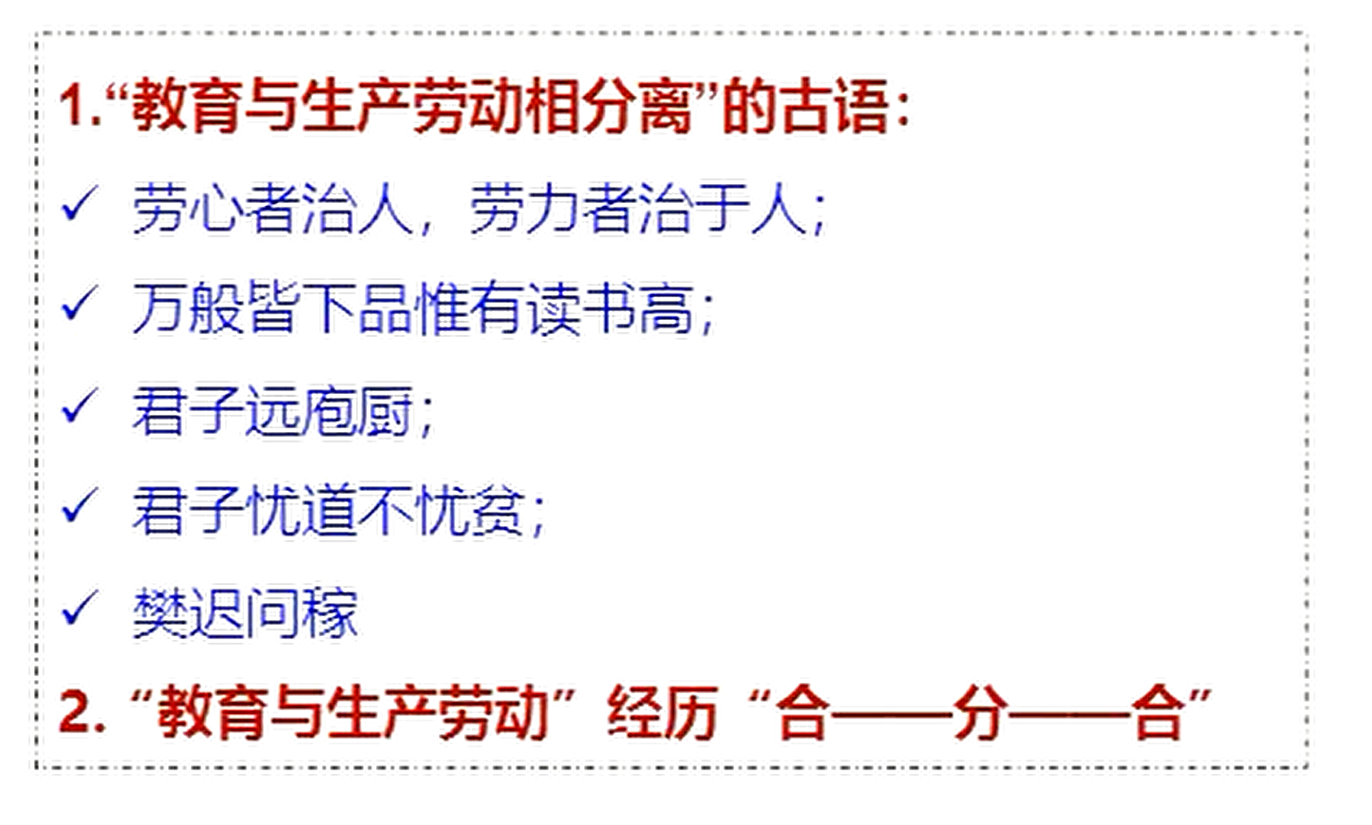 1.“教育与生产劳动相分离”的古语：
✓ 劳心者治人，劳力者治于人；
✓ 万般皆下品惟有读书高；
✓ 君子远庖厨；
✓ 君子忧道不忧贫；
✓ 樊迟问稼
2. “教育与生产劳动” 经历 “合——分——合”